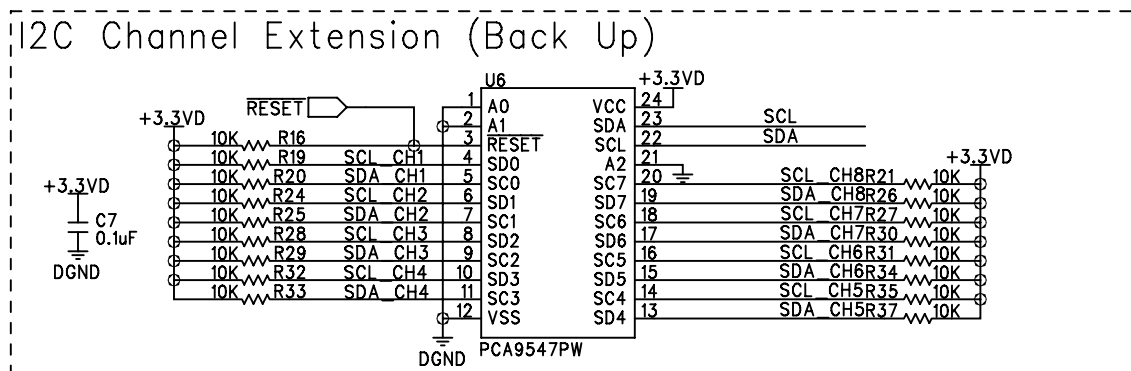 I2C Channel Extension (Back Up)
U6
+3.3VD
RESET
+3.3VD
1 A0 VCC 24
2 A1 SDA 23 SCL
3 RESET SCL 22 SDA
10K R16
A2 21
10K R19 SCL_CH1 4 SD0 SC7 20 SCL_CH8 R21 10K
+3.3VD
10K R20 SDA_CH1 5 SC0 SD7 19 SDA_CH8 R26 10K
10K R24 SCL_CH2 6 SD1 SC6 18 SCL_CH7 R27 10K
10K R25 SDA_CH2 7 SC1 SD6 17 SDA_CH7 R30 10K
10K R28 SCL_CH3 8 SD2 SC5 16 SCL_CH6 R31 10K
10K R29 SDA_CH3 9 SC2 SD5 15 SDA_CH6 R34 10K
10K R32 SCL_CH4 10 SD3 SC4 14 SCL_CH5 R35 10K
10K R33 SDA_CH4 11 SC3 SD4 13 SDA_CH5 R37 10K
12 VSS
+3.3VD
C7
0.1uF
DGND
DGND
PCA9547PW